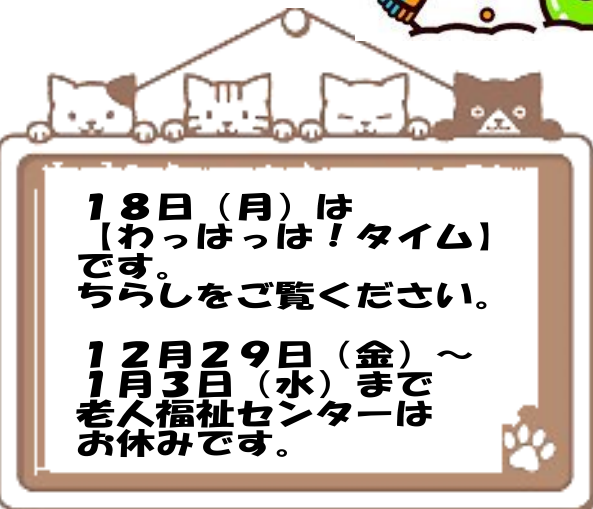 １８日（月）は
【わっはっは！タイム】
です。
ちらしをご覧ください。
１２月２９日（金）～
１月３日（水）まで
老人福祉センターは
お休みです。